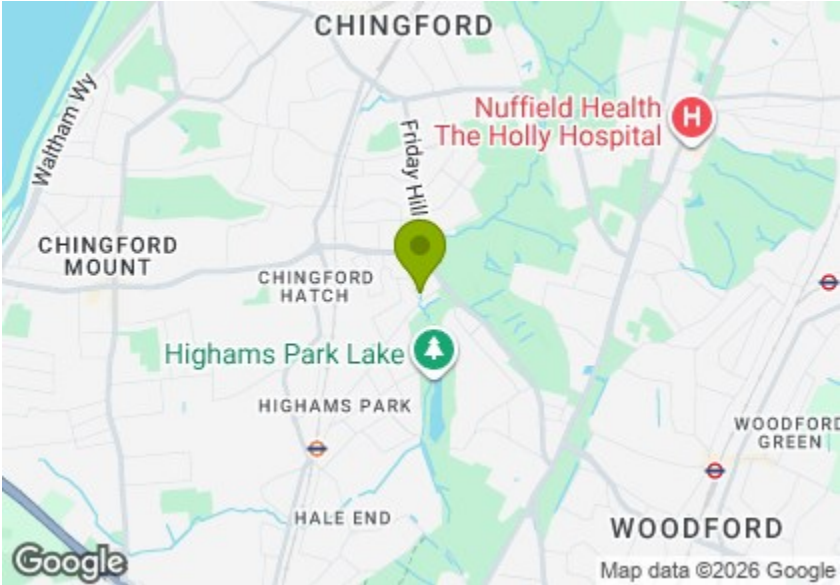 CHINGFORD
Waltham Wy
Nuffield Health
The Holly Hospital
H
Friday Hill
CHINGFORD
MOUNT
CHINGFORD
HATCH
Highams Park Lake
HIGHAMS PARK
WOODFORD
GREEN
HALE END
WOODFORD
Google
Map data ©2026 Google